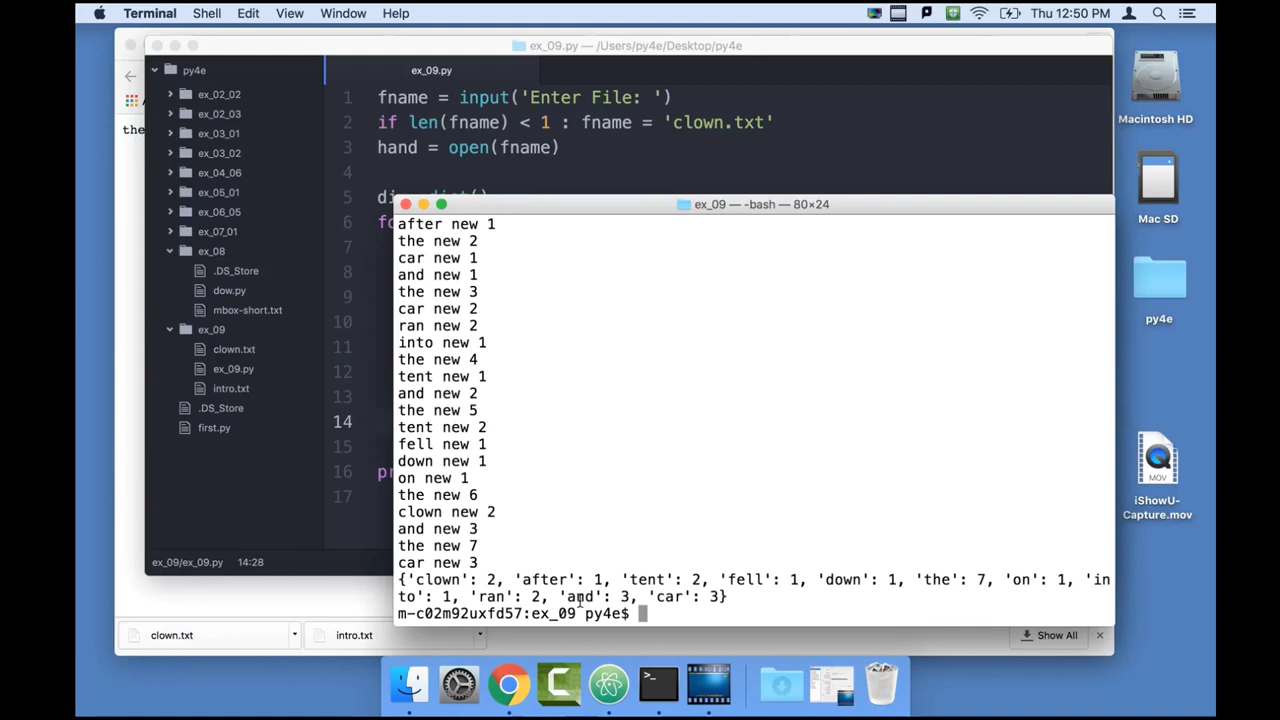 Terminal Shell Edit View Window Help Thu 12:50 PM
ex_09.py — /Users/py4e/Desktop/py4e
py4e
ex_02_02
ex_02_03
ex_03_01
ex_03_02
ex_04_06
ex_05_01
ex_06_05
ex_07_01
ex_08
.DS_Store
dow.py
mbox-short.txt
ex_09
clown.txt
ex_09.py
intro.txt
.DS_Store
first.py
ex_09/ex_09.py 14:28
the
ex_09.py
1 fname = input('Enter File: ')
2 if len(fname) < 1 : fname = 'clown.txt'
3 hand = open(fname)
4
5
6
7
8
9
10
11
12
13
14
15
16
17
ex_09 — -bash — 80×24
after new 1
the new 2
car new 1
and new 1
the new 3
car new 2
ran new 2
into new 1
the new 4
tent new 1
and new 2
the new 5
tent new 2
fell new 1
down new 1
on new 1
the new 6
clown new 2
and new 3
the new 7
car new 3
{'clown': 2, 'after': 1, 'tent': 2, 'fell': 1, 'down': 1, 'the': 7, 'on': 1, 'in
to': 1, 'ran': 2, 'and': 3, 'car': 3}
m-c02m92uxfd57:ex_09 py4e$
clown.txt intro.txt Show All
Macintosh HD
Mac SD
py4e
MOV
iShowU-
Capture.mov